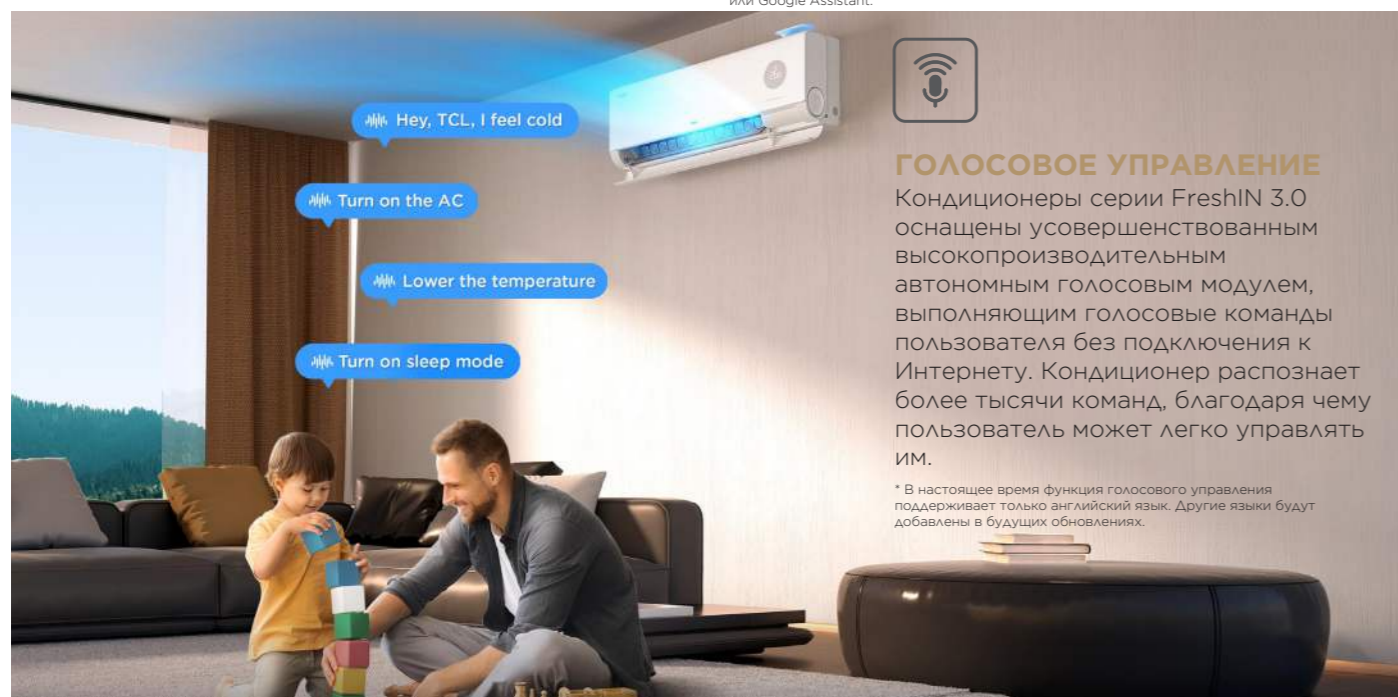 или Google Assistant.
Hey, TCL, I feel cold
Turn on the AC
Lower the temperature
Turn on sleep mode
ГОЛОСОВОЕ УПРАВЛЕНИЕ
Кондиционеры серии FreshIN 3.0
оснащены усовершенствованным
высокопроизводительным
автономным голосовым модулем,
выполняющим голосовые команды
пользователя без подключения к
Интернету. Кондиционер распознает
более тысячи команд, благодаря чему
пользователь может легко управлять
им.
* В настоящее время функция голосового управления
поддерживает только английский язык. Другие языки будут
добавлены в будущих обновлениях.